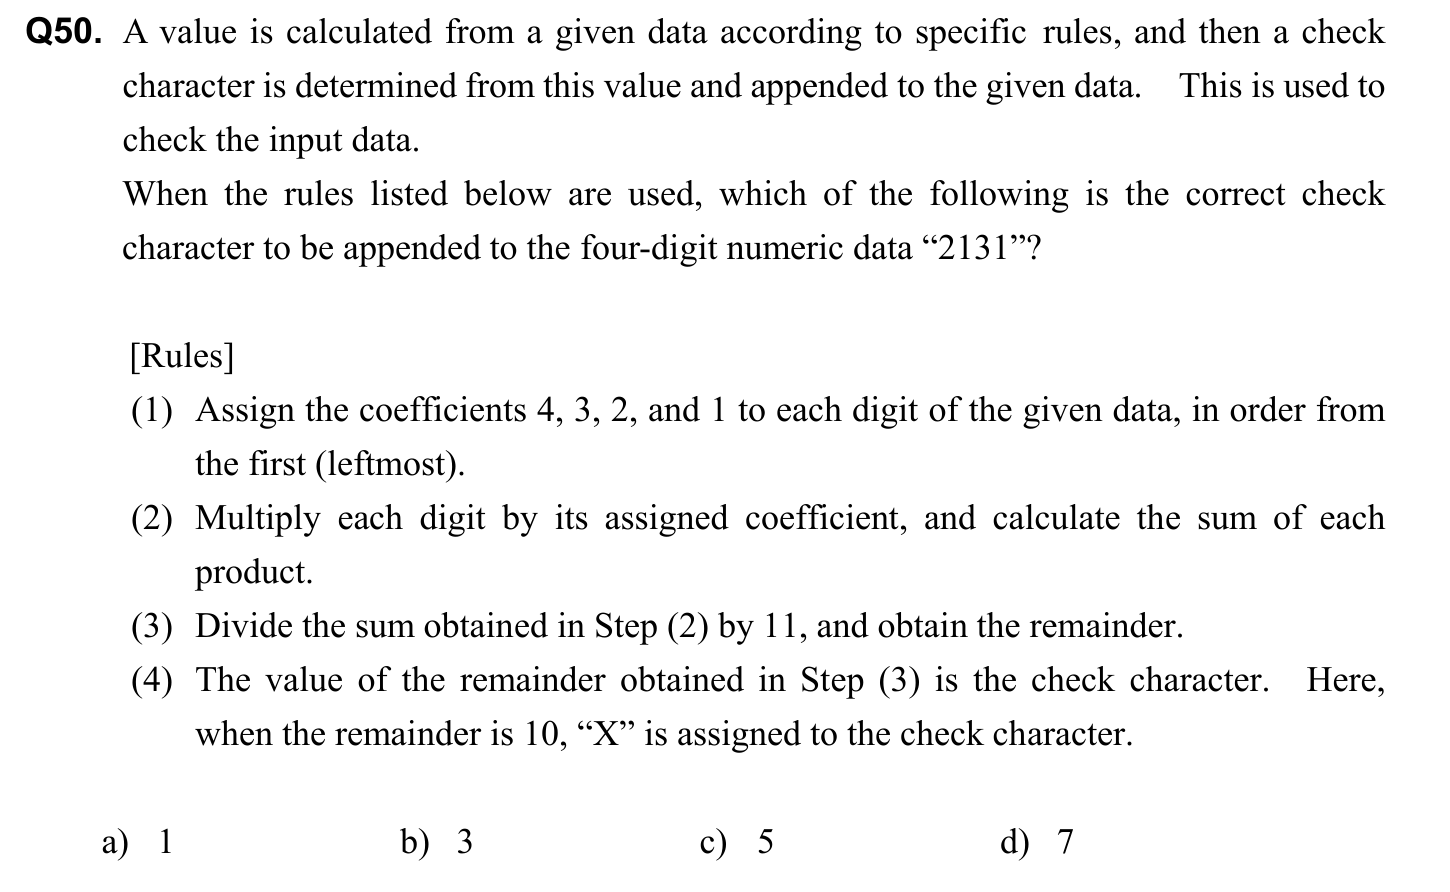 Q50. A value is calculated from a given data according to specific rules, and then a check
character is determined from this value and appended to the given data. This is used to
check the input data.
When the rules listed below are used, which of the following is the correct check
character to be appended to the four-digit numeric data “2131”?
[Rules]
(1) Assign the coefficients 4, 3, 2, and 1 to each digit of the given data, in order from
the first (leftmost).
(2) Multiply each digit by its assigned coefficient, and calculate the sum of each
product.
(3) Divide the sum obtained in Step (2) by 11, and obtain the remainder.
(4) The value of the remainder obtained in Step (3) is the check character. Here,
when the remainder is 10, “X” is assigned to the check character.
a) 1 b) 3 c) 5 d) 7